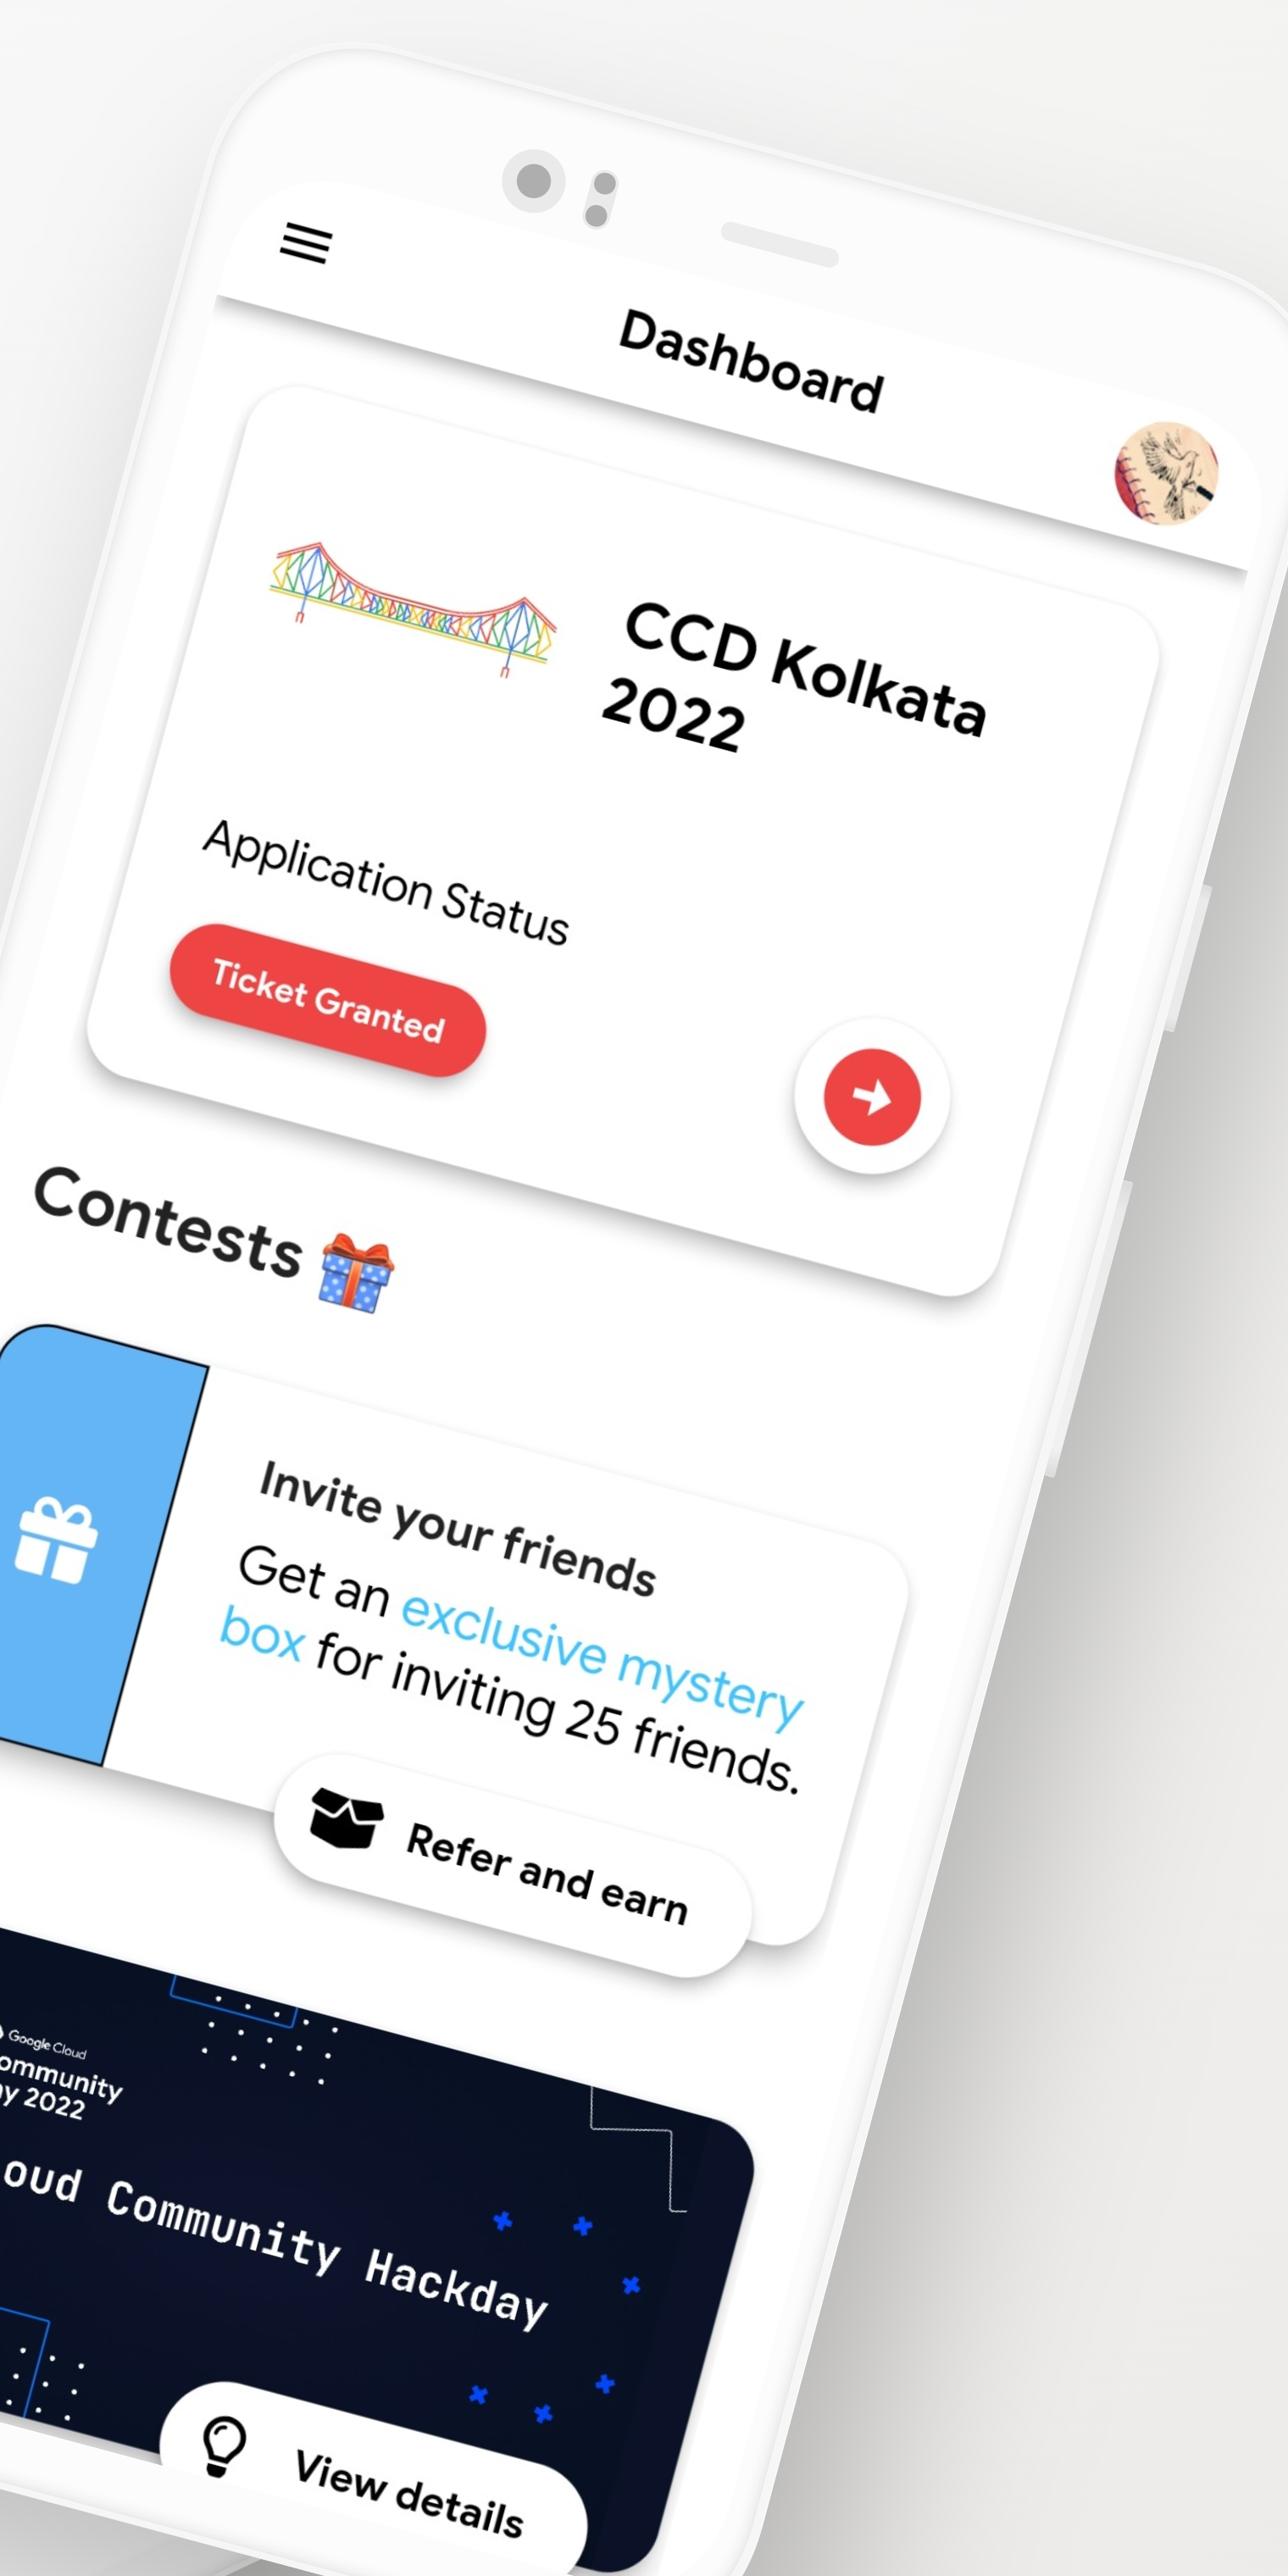 Dashboard
CCD Kolkata
2022
Application Status
Ticket Granted
Contests
Invite your friends
Get an exclusive mystery
box for inviting 25 friends.
Refer and earn
Google Cloud
ommunity
y 2022
oud Community Hackday
View details